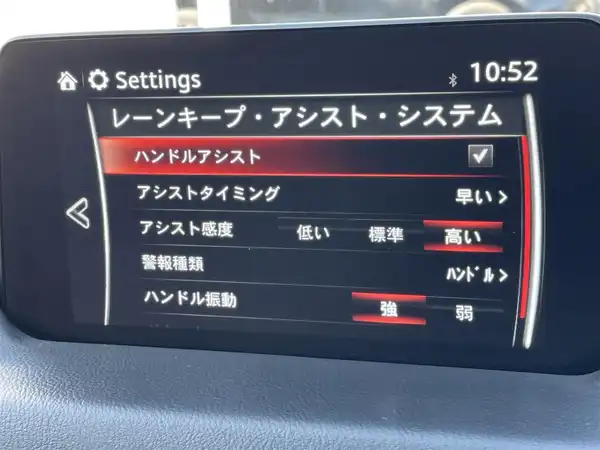 Settings 10:52
レーンキープ・アシスト・システム
ハンドルアシスト
アシストタイミング 早い
アシスト感度 低い 標準 高い
警報種類 ﾊﾝﾄﾞﾙ
ハンドル振動 強 弱